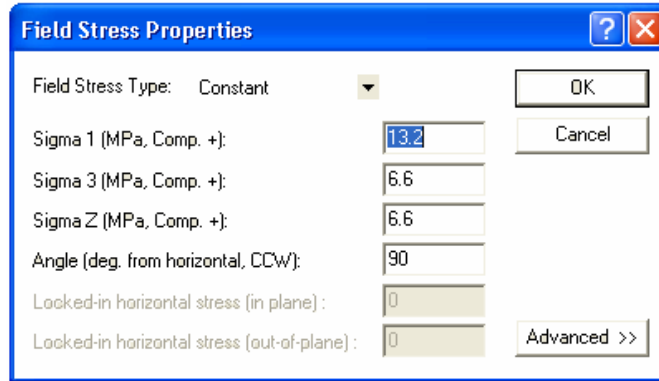 Field Stress Properties
?
Field Stress Type: Constant
OK
Sigma 1 (MPa, Comp. +): 13.2
Cancel
Sigma 3 (MPa, Comp. +): 6.6
Sigma Z (MPa, Comp. +): 6.6
Angle (deg. from horizontal, CCW): 90
Locked-in horizontal stress (in plane) : 0
Locked-in horizontal stress (out-of-plane) : 0
Advanced >>